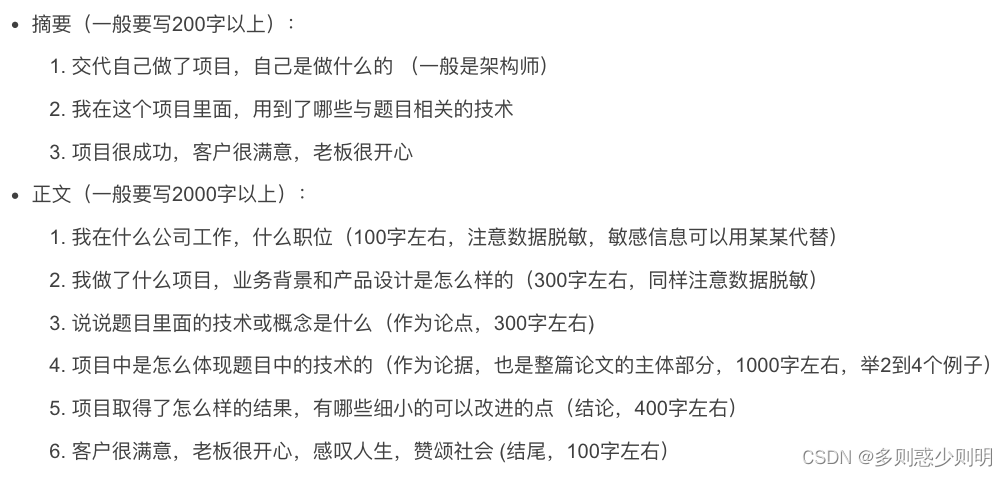 • 摘要（一般要写200字以上）:
1. 交代自己做了项目，自己是做什么的 （一般是架构师）
2. 我在这个项目里面，用到了哪些与题目相关的技术
3. 项目很成功，客户很满意，老板很开心
• 正文（一般要写2000字以上）:
1. 我在什么公司工作，什么职位（100字左右，注意数据脱敏，敏感信息可以用某某代替）
2. 我做了什么项目，业务背景和产品设计是怎么样的（300字左右，同样注意数据脱敏）
3. 说说题目里面的技术或概念是什么（作为论点，300字左右)
4. 项目中是怎么体现题目中的技术的（作为论据，也是整篇论文的主体部分，1000字左右，举2到4个例子）
5. 项目取得了怎么样的结果，有哪些细小的可以改进的点（结论，400字左右）
6. 客户很满意，老板很开心，感叹人生，赞颂社会 (结尾，100字左右）
CSDN @多则惑少则明